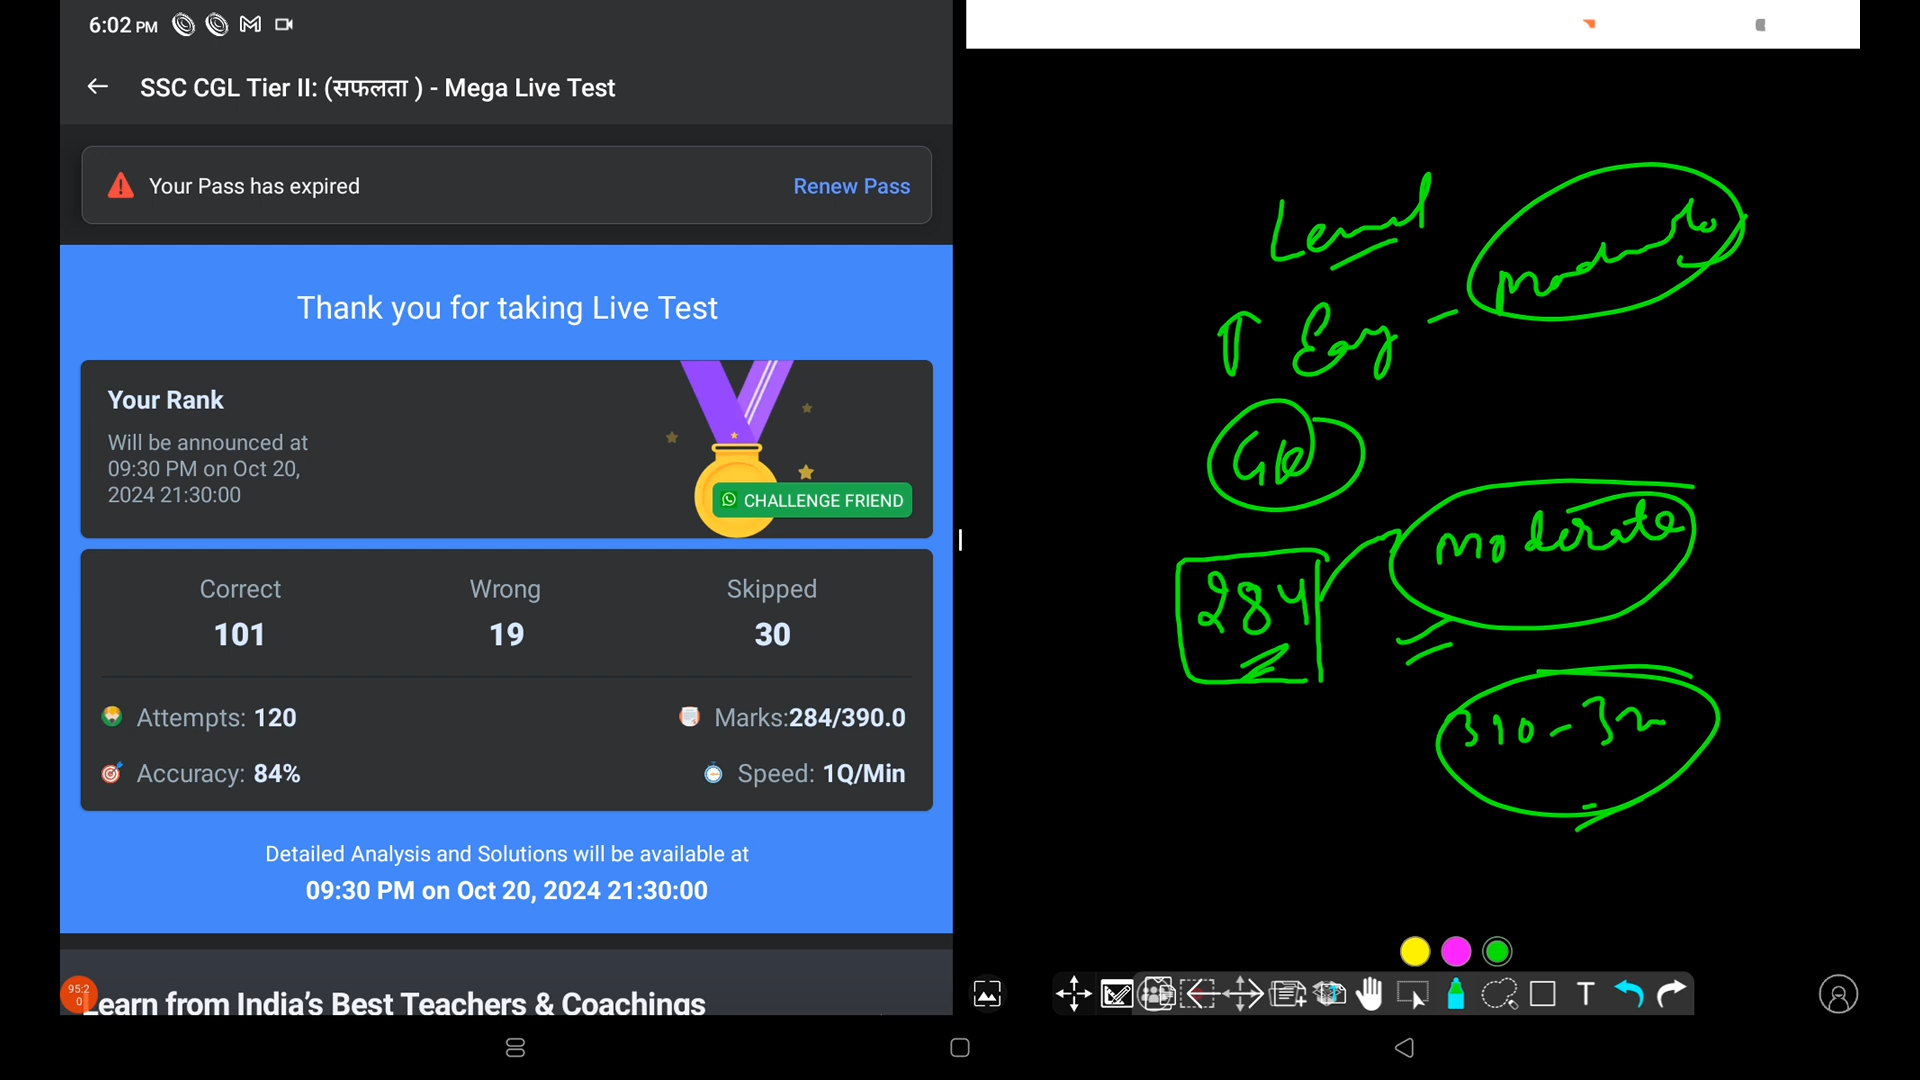 6:02 PM
SSC CGL Tier II: (सफलता ) - Mega Live Test
Your Pass has expired
Renew Pass
Thank you for taking Live Test
Your Rank
Will be announced at
09:30 PM on Oct 20,
2024 21:30:00
CHALLENGE FRIEND
Correct Wrong Skipped
101 19 30
Attempts: 120 Marks:284/390.0
Accuracy: 84% Speed: 1Q/Min
Detailed Analysis and Solutions will be available at
09:30 PM on Oct 20, 2024 21:30:00
95:2
0
Learn from India’s Best Teachers & Coachings
Level
Easy - moderate
moderate
284
T